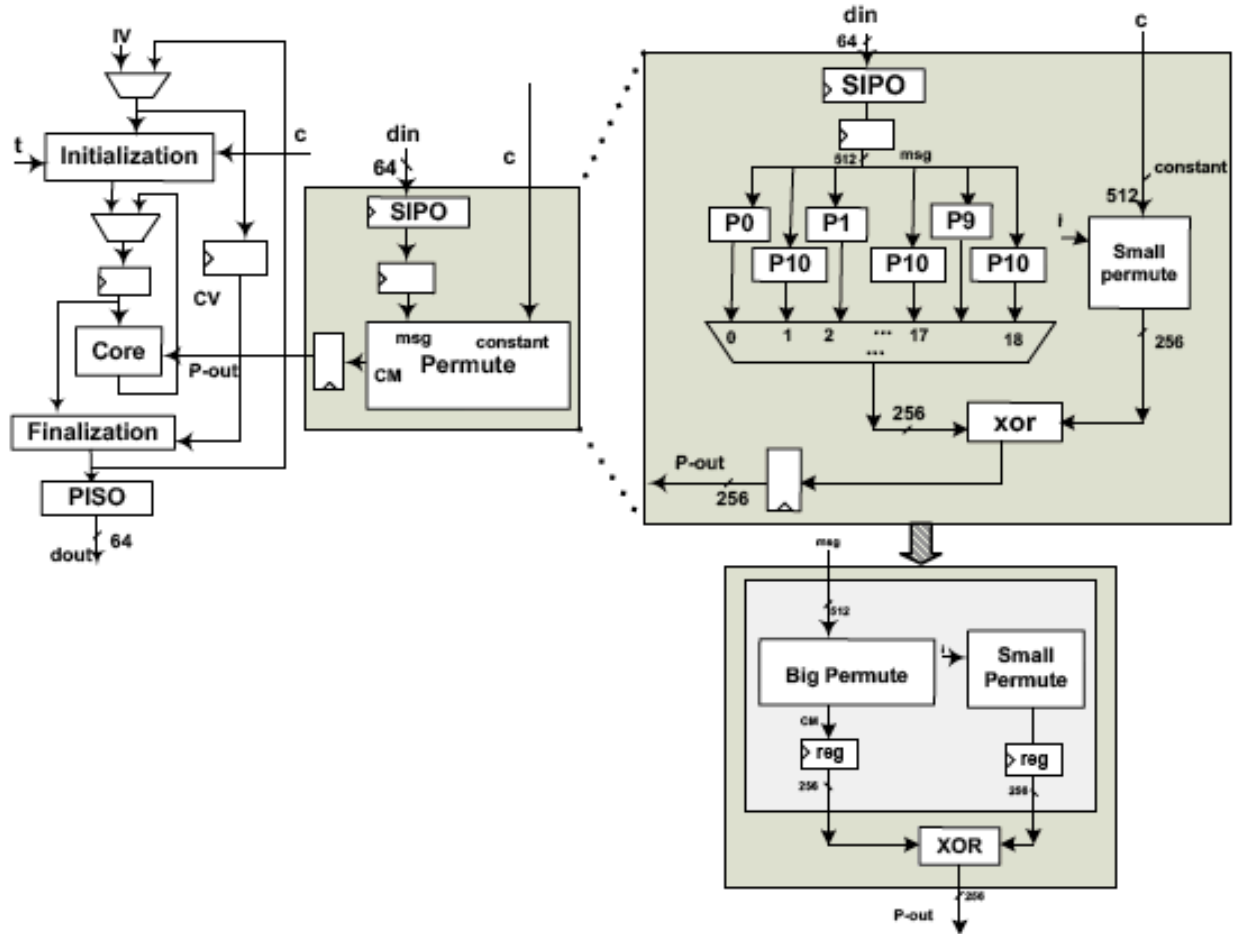 IV
t
Initialization
c
Core
CV
P-out
Finalization
PISO
64
dout
din
64
c
SIPO
msg
constant
Permute
CM
din
64
c
SIPO
512
msg
constant
512
P0
P1
P9
P10
P10
P10
i
Small
permute
0
1
2
...
17
18
...
256
256
xor
P-out
256
msg
512
Big Permute
i
Small
Permute
CM
reg
reg
256
256
XOR
256
P-out